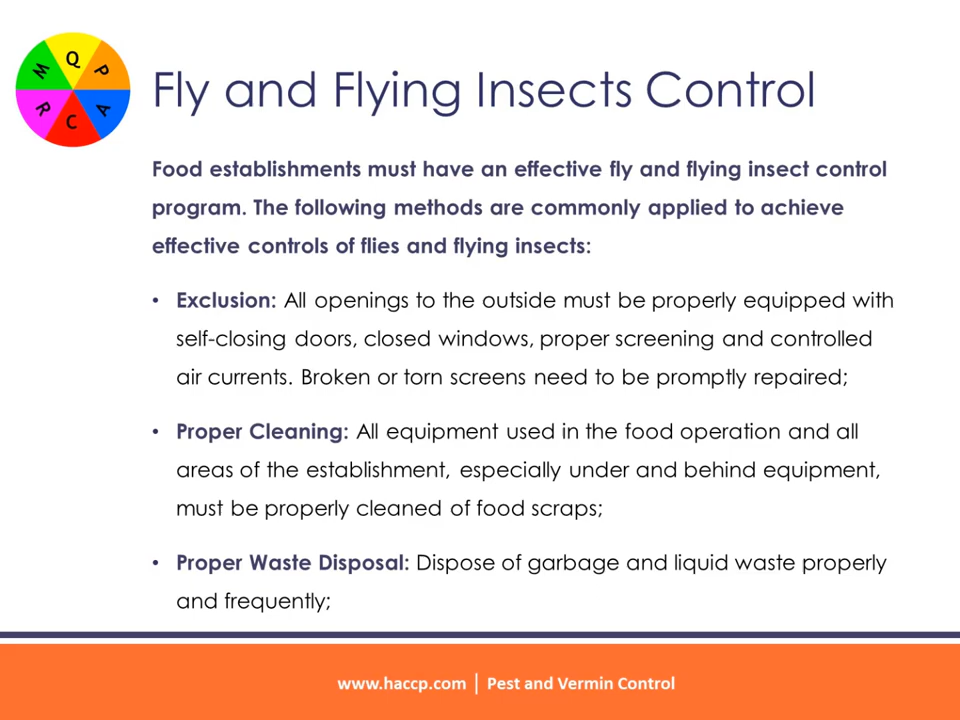 M Q P
R C A
Fly and Flying Insects Control
Food establishments must have an effective fly and flying insect control
program. The following methods are commonly applied to achieve
effective controls of flies and flying insects:
• Exclusion: All openings to the outside must be properly equipped with
self-closing doors, closed windows, proper screening and controlled
air currents. Broken or torn screens need to be promptly repaired;
• Proper Cleaning: All equipment used in the food operation and all
areas of the establishment, especially under and behind equipment,
must be properly cleaned of food scraps;
• Proper Waste Disposal: Dispose of garbage and liquid waste properly
and frequently;
www.haccp.com | Pest and Vermin Control